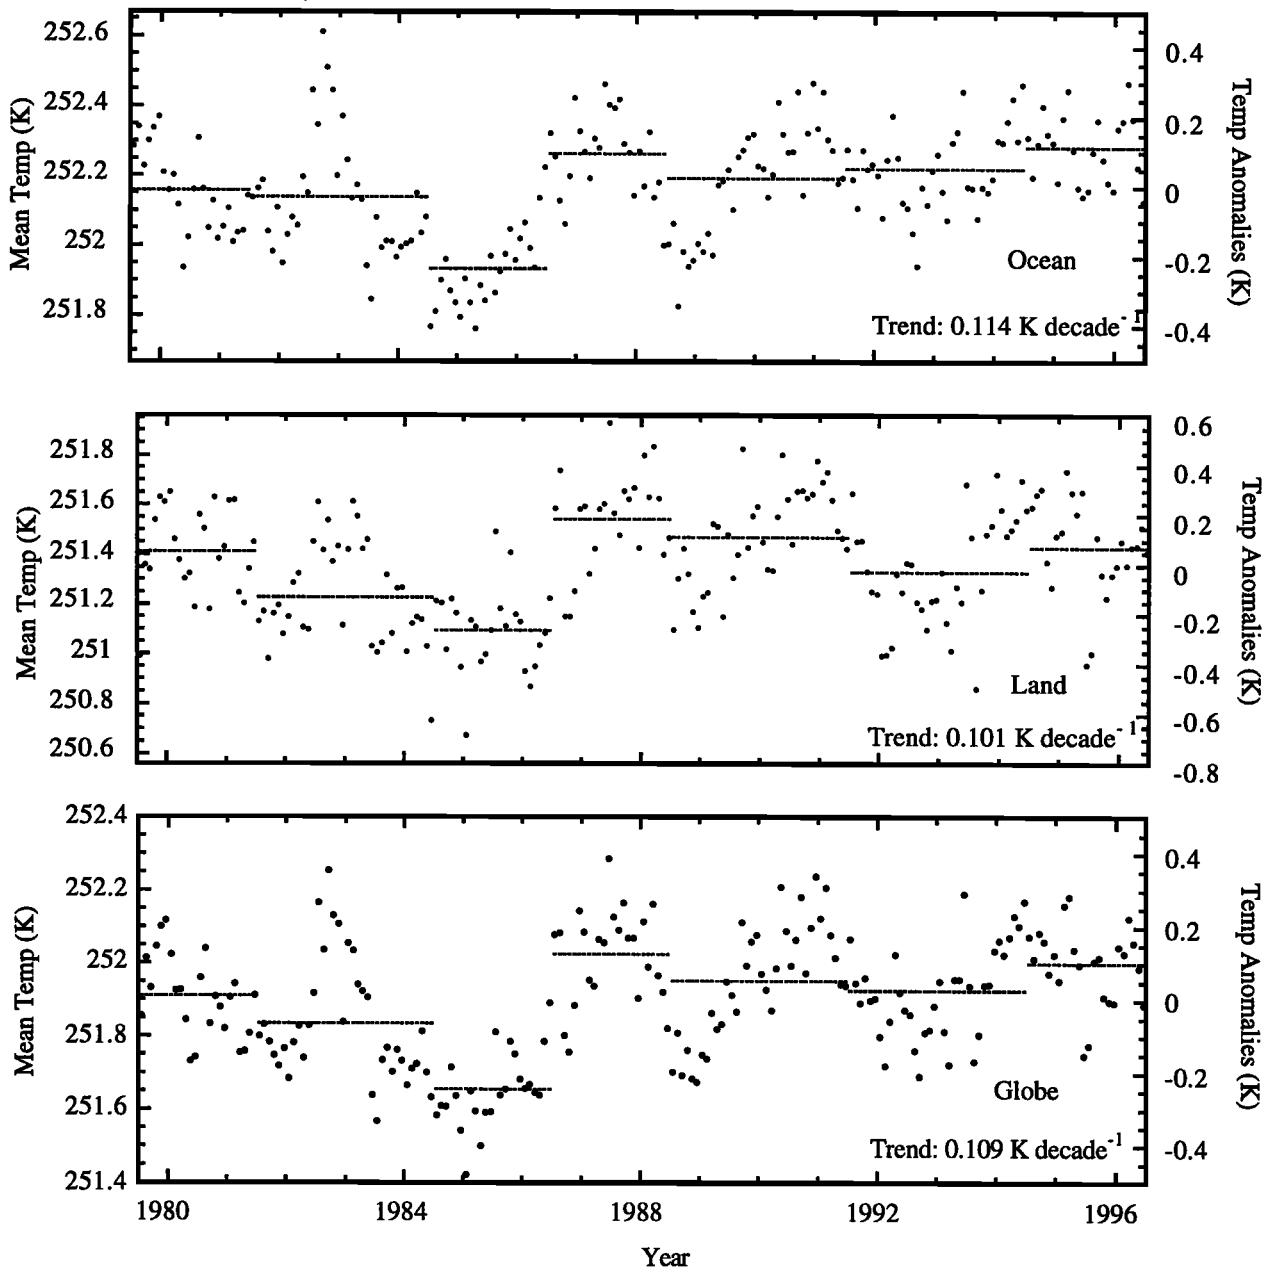 252.6
252.4
252.2
252
251.8
Mean Temp (K)
0.4
0.2
0
-0.2
-0.4
Temp Anomalies (K)
Ocean
Trend: 0.114 K decade-1
251.8
251.6
251.4
251.2
251
250.8
250.6
Mean Temp (K)
0.6
0.4
0.2
0
-0.2
-0.4
-0.6
-0.8
Temp Anomalies (K)
Land
Trend: 0.101 K decade-1
252.4
252.2
252
251.8
251.6
251.4
Mean Temp (K)
0.4
0.2
0
-0.2
-0.4
Temp Anomalies (K)
Globe
Trend: 0.109 K decade-1
1980 1984 1988 1992 1996
Year